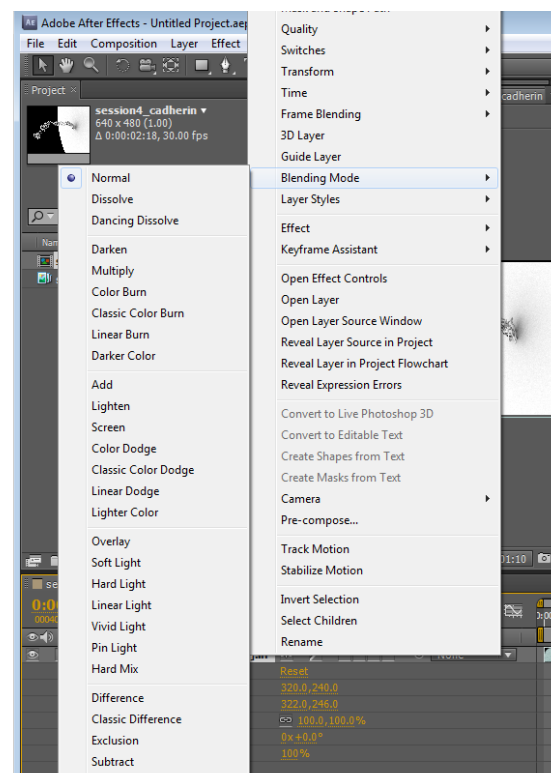 Adobe After Effects - Untitled Project.aep
File Edit Composition Layer Effect
Project
session4_cadherin
640 x 480 (1.00)
Δ 0:00:02:18, 30.00 fps
Quality
Switches
Transform
Time
Frame Blending
3D Layer
Guide Layer
Blending Mode
Layer Styles
Effect
Keyframe Assistant
Open Effect Controls
Open Layer
Open Layer Source Window
Reveal Layer Source in Project
Reveal Layer in Project Flowchart
Reveal Expression Errors
Convert to Live Photoshop 3D
Convert to Editable Text
Create Shapes from Text
Create Masks from Text
Camera
Pre-compose...
Track Motion
Stabilize Motion
Invert Selection
Select Children
Rename
Normal
Dissolve
Dancing Dissolve
Darken
Multiply
Color Burn
Classic Color Burn
Linear Burn
Darker Color
Add
Lighten
Screen
Color Dodge
Classic Color Dodge
Linear Dodge
Lighter Color
Overlay
Soft Light
Hard Light
Linear Light
Vivid Light
Pin Light
Hard Mix
Difference
Classic Difference
Exclusion
Subtract
cadherin
Reset
320.0,240.0
322.0,246.0
100.0,100.0%
0x+0.0°
100%